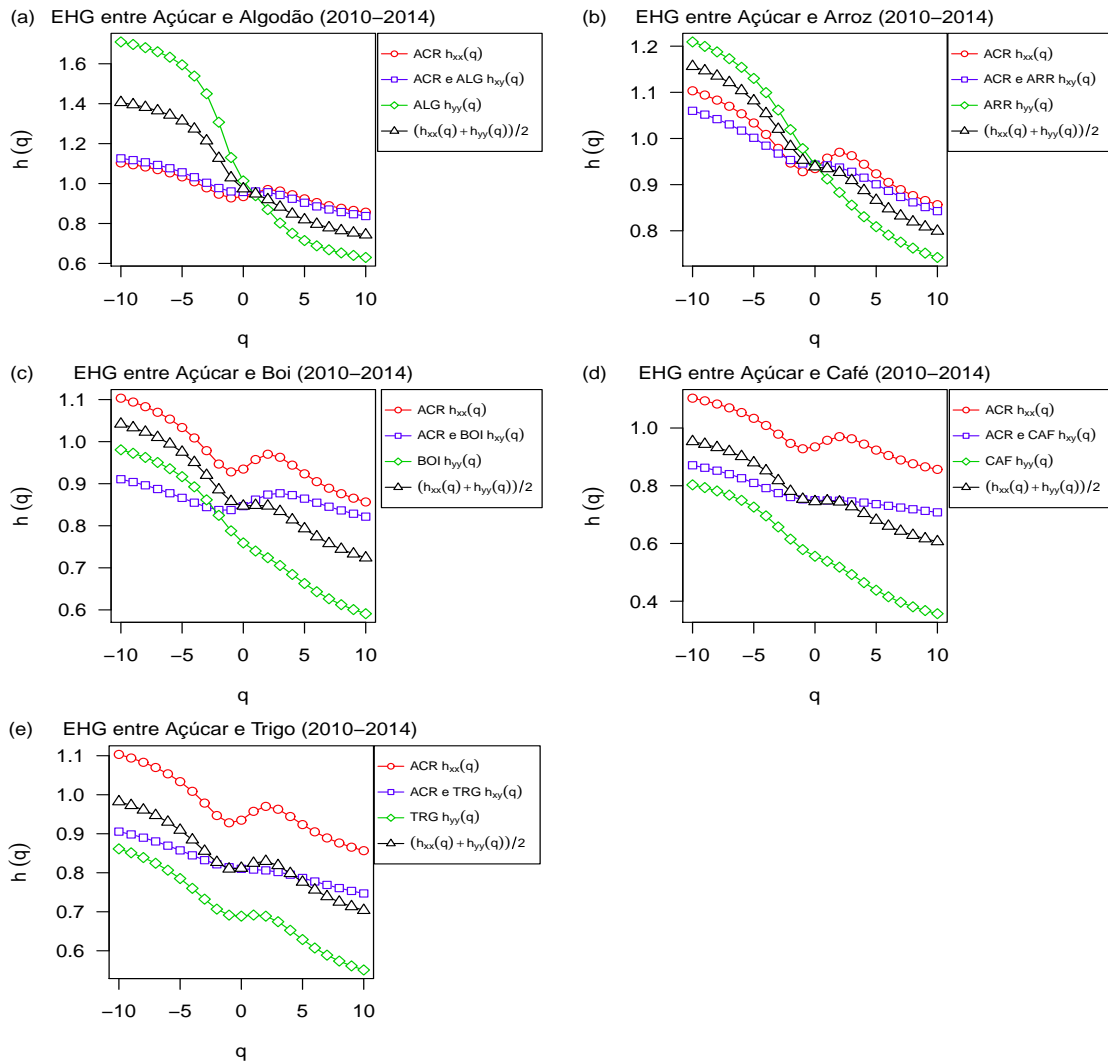 (a) EHG entre Açúcar e Algodão (2010−2014)
h (q)
1.6
1.4
1.2
1.0
0.8
0.6
−10 −5 0 5 10
q
ACR hxx(q)
ACR e ALG hxy(q)
ALG hyy(q)
(hxx(q)+hyy(q))/2
(b) EHG entre Açúcar e Arroz (2010−2014)
h (q)
1.2
1.1
1.0
0.9
0.8
−10 −5 0 5 10
q
ACR hxx(q)
ACR e ARR hxy(q)
ARR hyy(q)
(hxx(q)+hyy(q))/2
(c) EHG entre Açúcar e Boi (2010−2014)
h (q)
1.1
1.0
0.9
0.8
0.7
0.6
−10 −5 0 5 10
q
ACR hxx(q)
ACR e BOI hxy(q)
BOI hyy(q)
(hxx(q)+hyy(q))/2
(d) EHG entre Açúcar e Café (2010−2014)
h (q)
1.0
0.8
0.6
0.4
−10 −5 0 5 10
q
ACR hxx(q)
ACR e CAF hxy(q)
CAF hyy(q)
(hxx(q)+hyy(q))/2
(e) EHG entre Açúcar e Trigo (2010−2014)
h (q)
1.1
1.0
0.9
0.8
0.7
0.6
−10 −5 0 5 10
q
ACR hxx(q)
ACR e TRG hxy(q)
TRG hyy(q)
(hxx(q)+hyy(q))/2